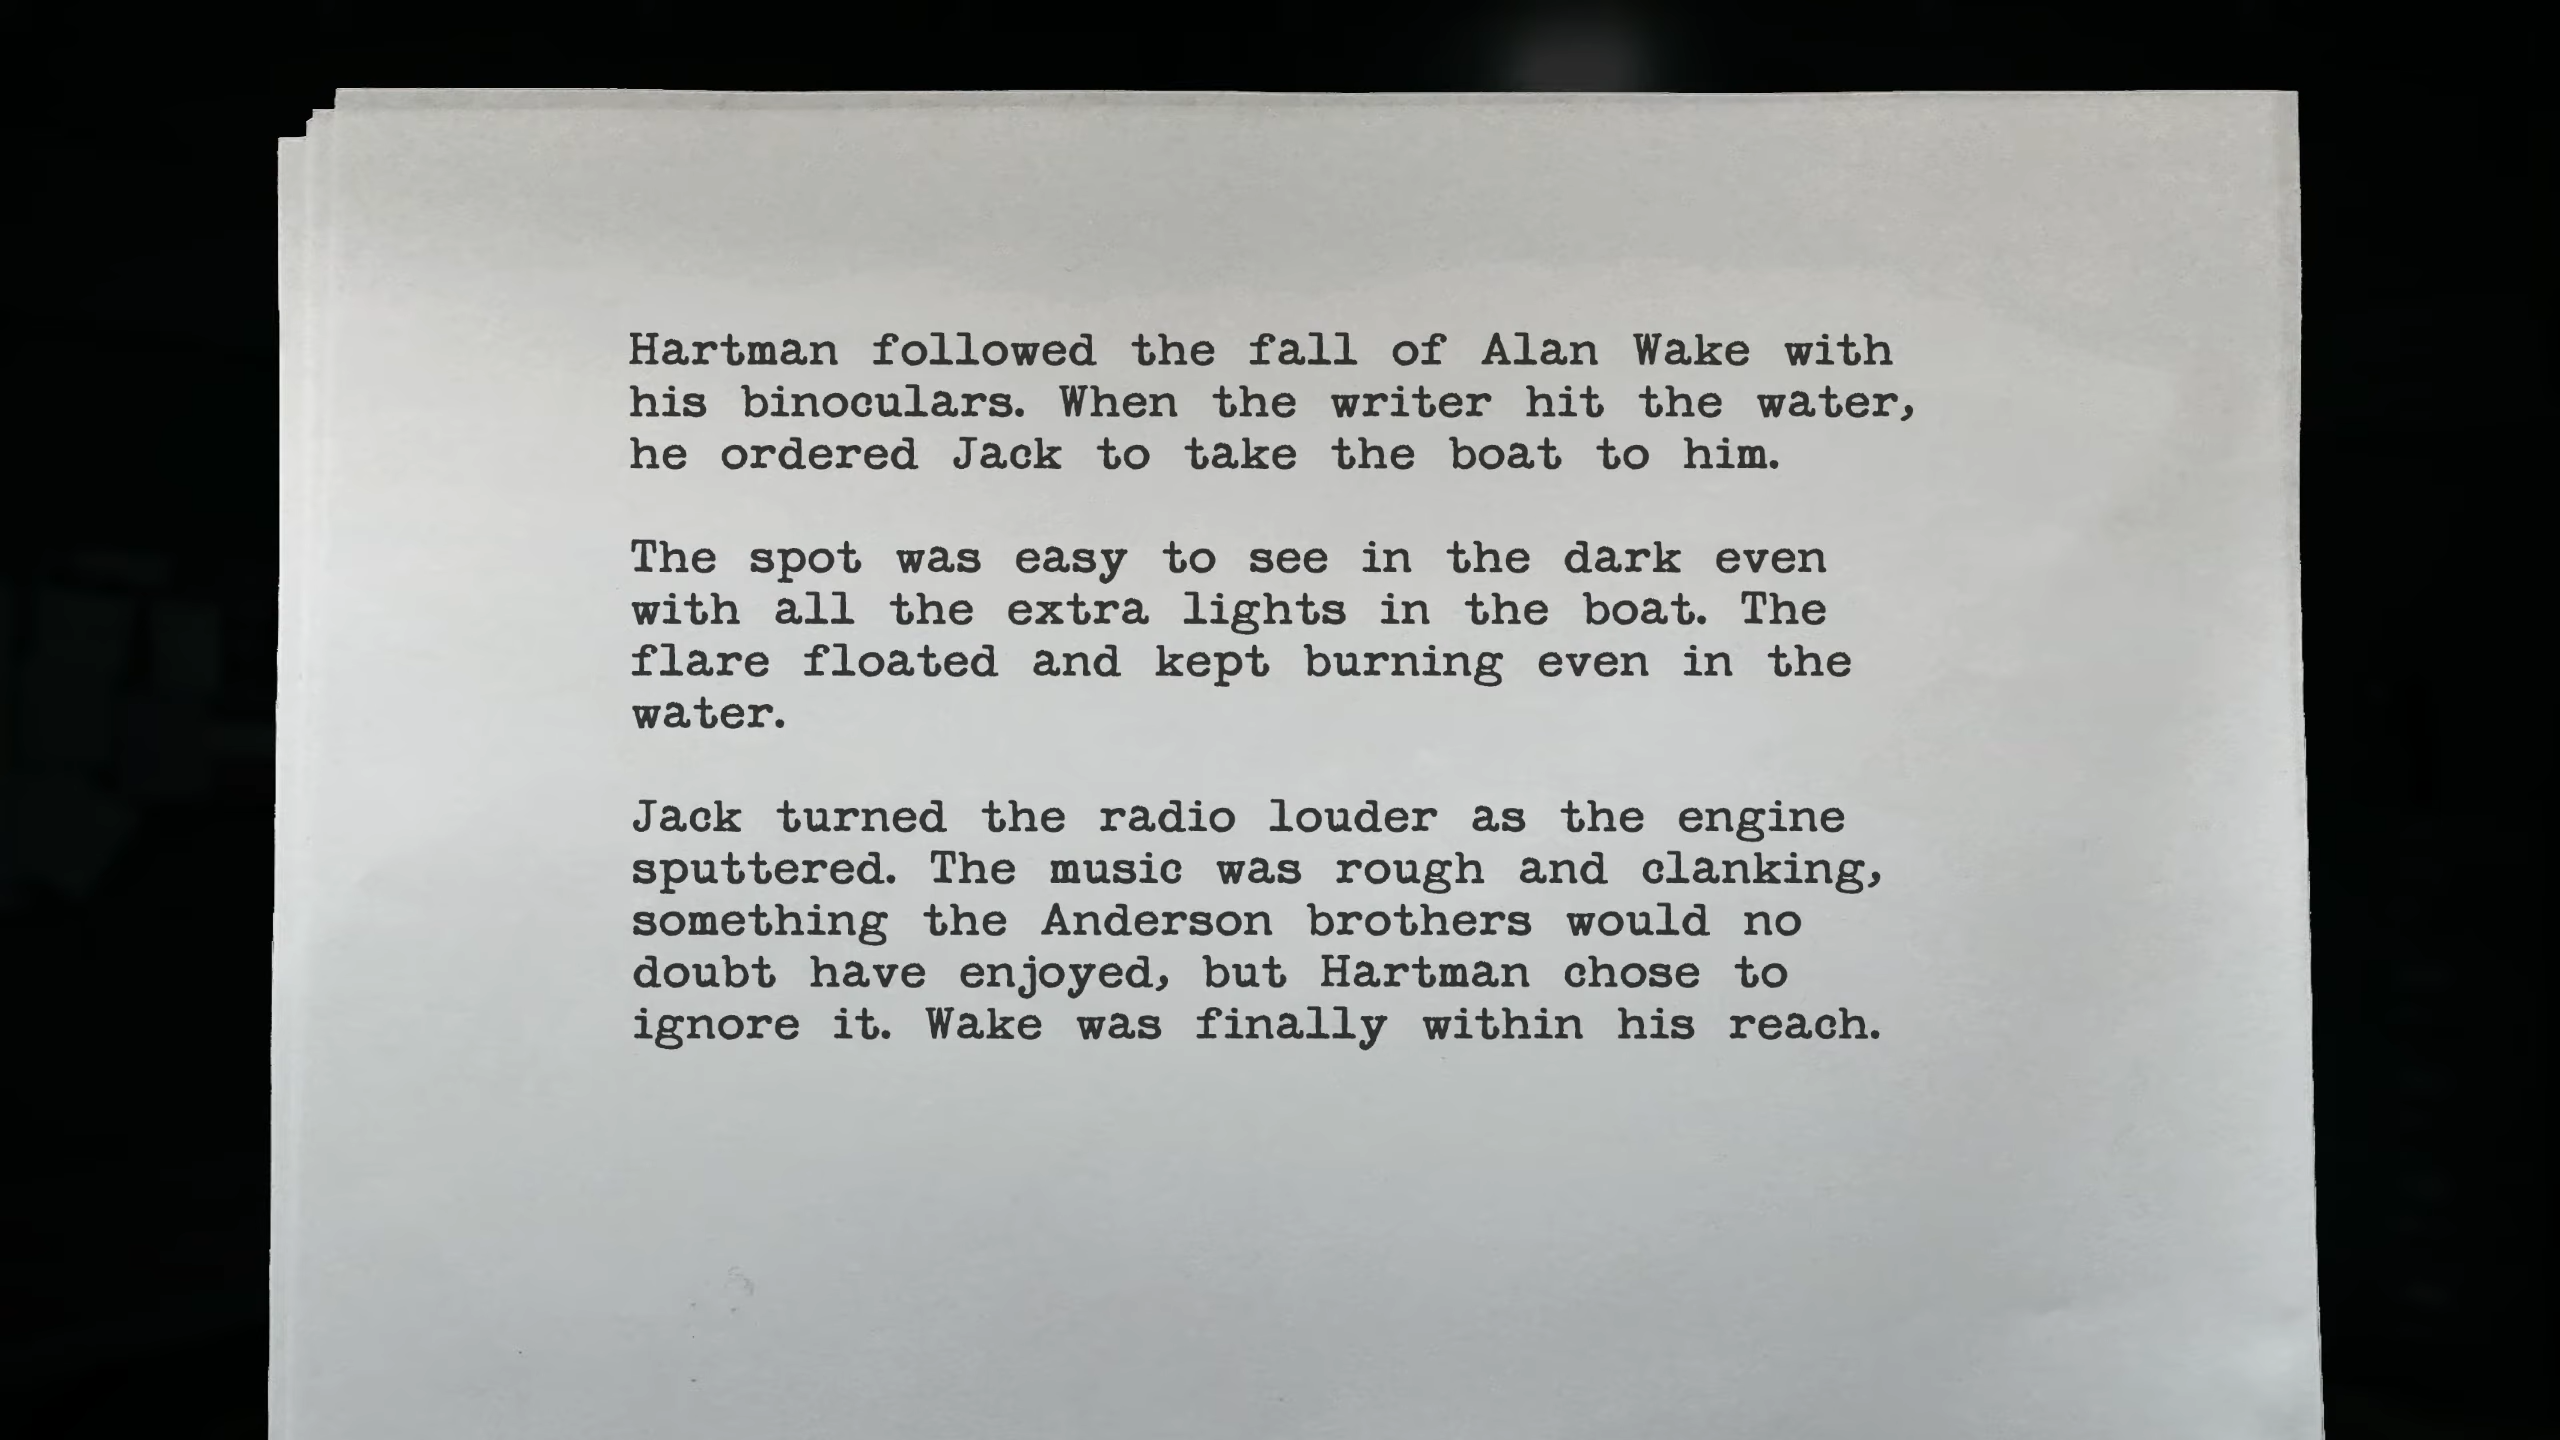 Hartman followed the fall of Alan Wake with
his binoculars. When the writer hit the water,
he ordered Jack to take the boat to him.
The spot was easy to see in the dark even
with all the extra lights in the boat. The
flare floated and kept burning even in the
water.
Jack turned the radio louder as the engine
sputtered. The music was rough and clanking,
something the Anderson brothers would no
doubt have enjoyed, but Hartman chose to
ignore it. Wake was finally within his reach.